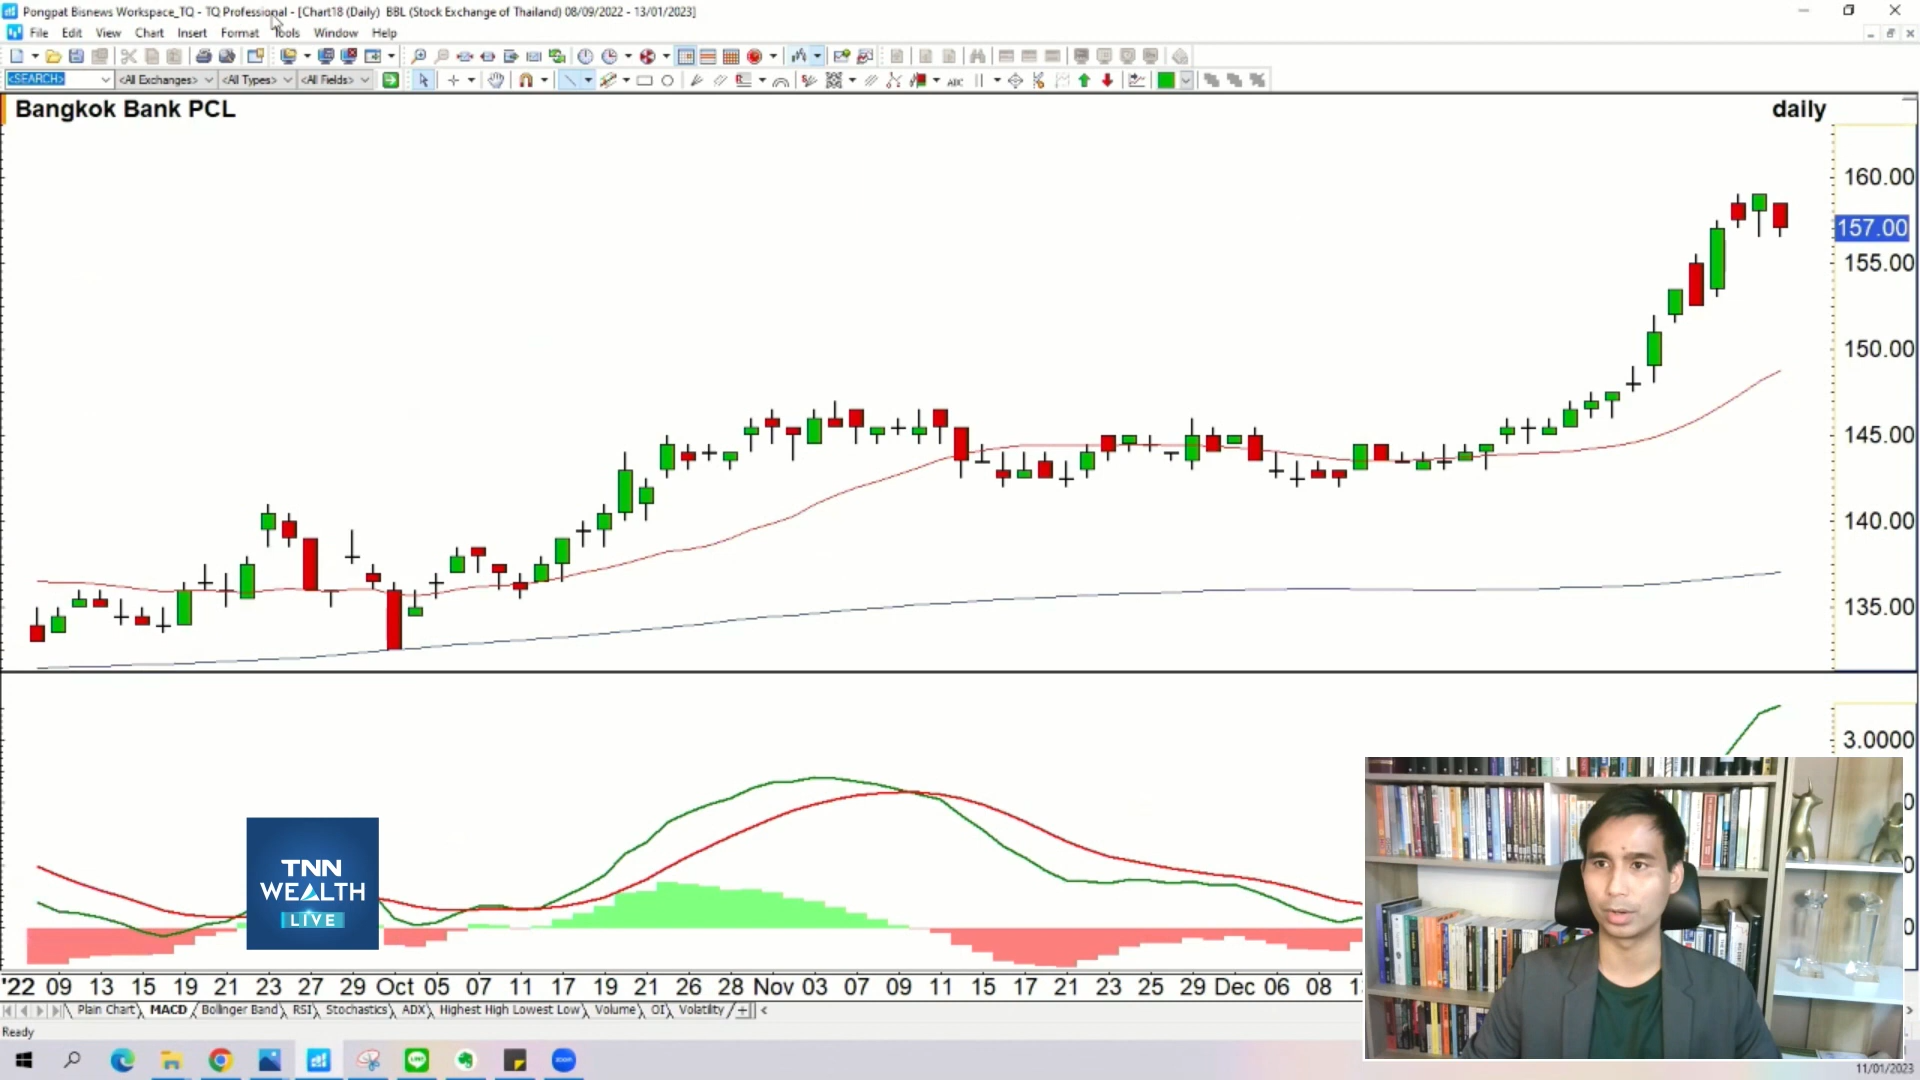 Pongpat Bisnews Workspace_TQ - TQ Professional - [Chart18 (Daily) BBL (Stock Exchange of Thailand) 08/09/2022 - 13/01/2023]
File Edit View Chart Insert Format Tools Window Help
<SEARCH> <All Exchanges> <All Types> <All Fields>
ABC
Bangkok Bank PCL
daily
160.00
157.00
155.00
150.00
145.00
140.00
135.00
3.0000
TNN
WEALTH
LIVE
'22 09 13 15 19 21 23 27 29 Oct 05 07 11 17 19 21 26 28 Nov 03 07 09 11 15 17 21 23 25 29 Dec 06 08
Plain Chart MACD Bolinger Band RSI Stochastics ADX Highest High Lowest Low Volume OI Volatility
Ready
LINE
zoom
11/01/2023